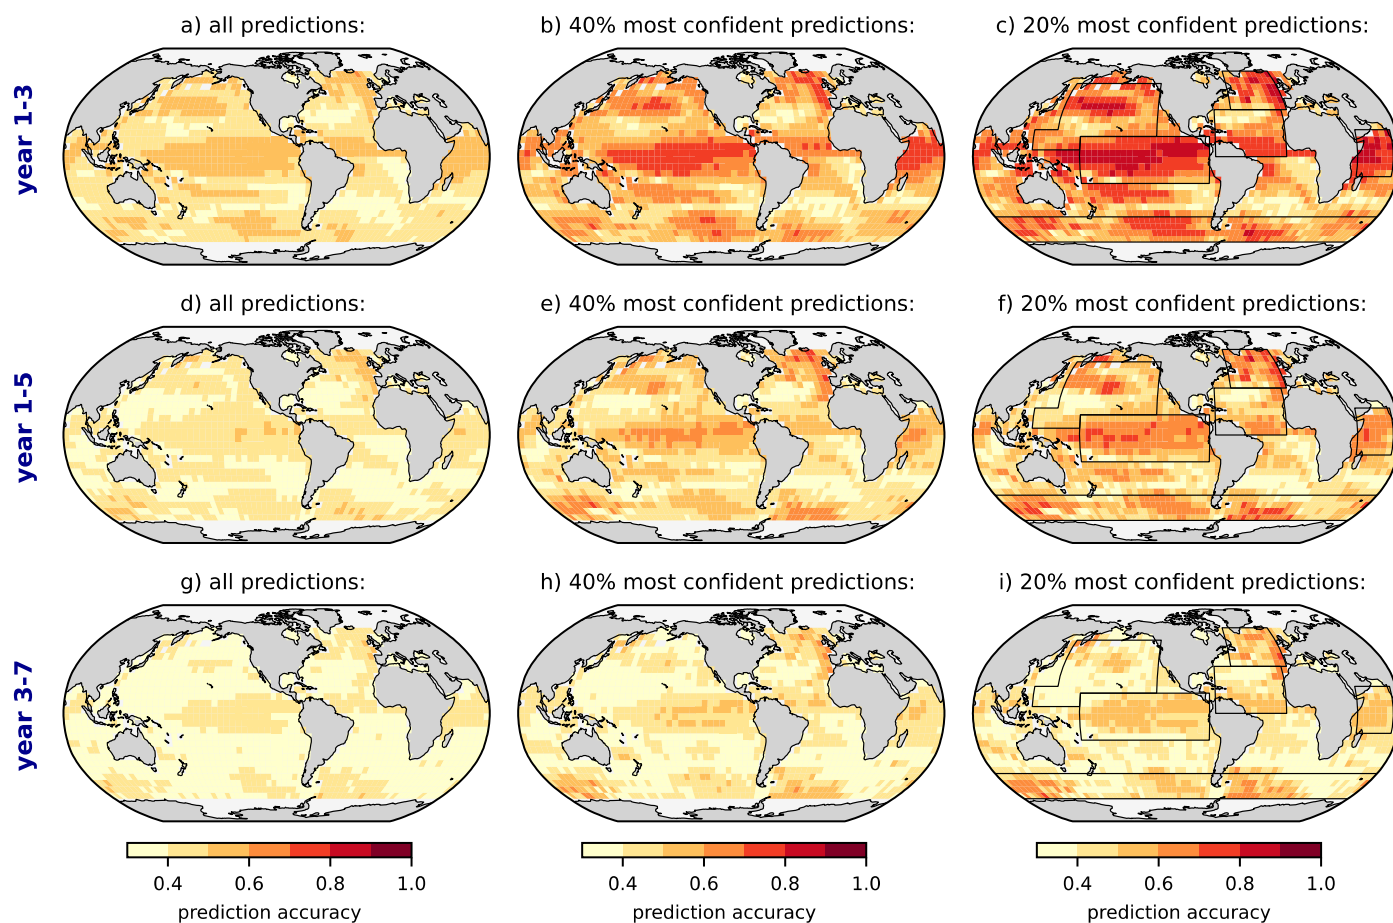 a) all predictions:
b) 40% most confident predictions:
c) 20% most confident predictions:
year 1-3
d) all predictions:
e) 40% most confident predictions:
f) 20% most confident predictions:
year 1-5
g) all predictions:
h) 40% most confident predictions:
i) 20% most confident predictions:
year 3-7
0.4 0.6 0.8 1.0
0.4 0.6 0.8 1.0
0.4 0.6 0.8 1.0
prediction accuracy
prediction accuracy
prediction accuracy